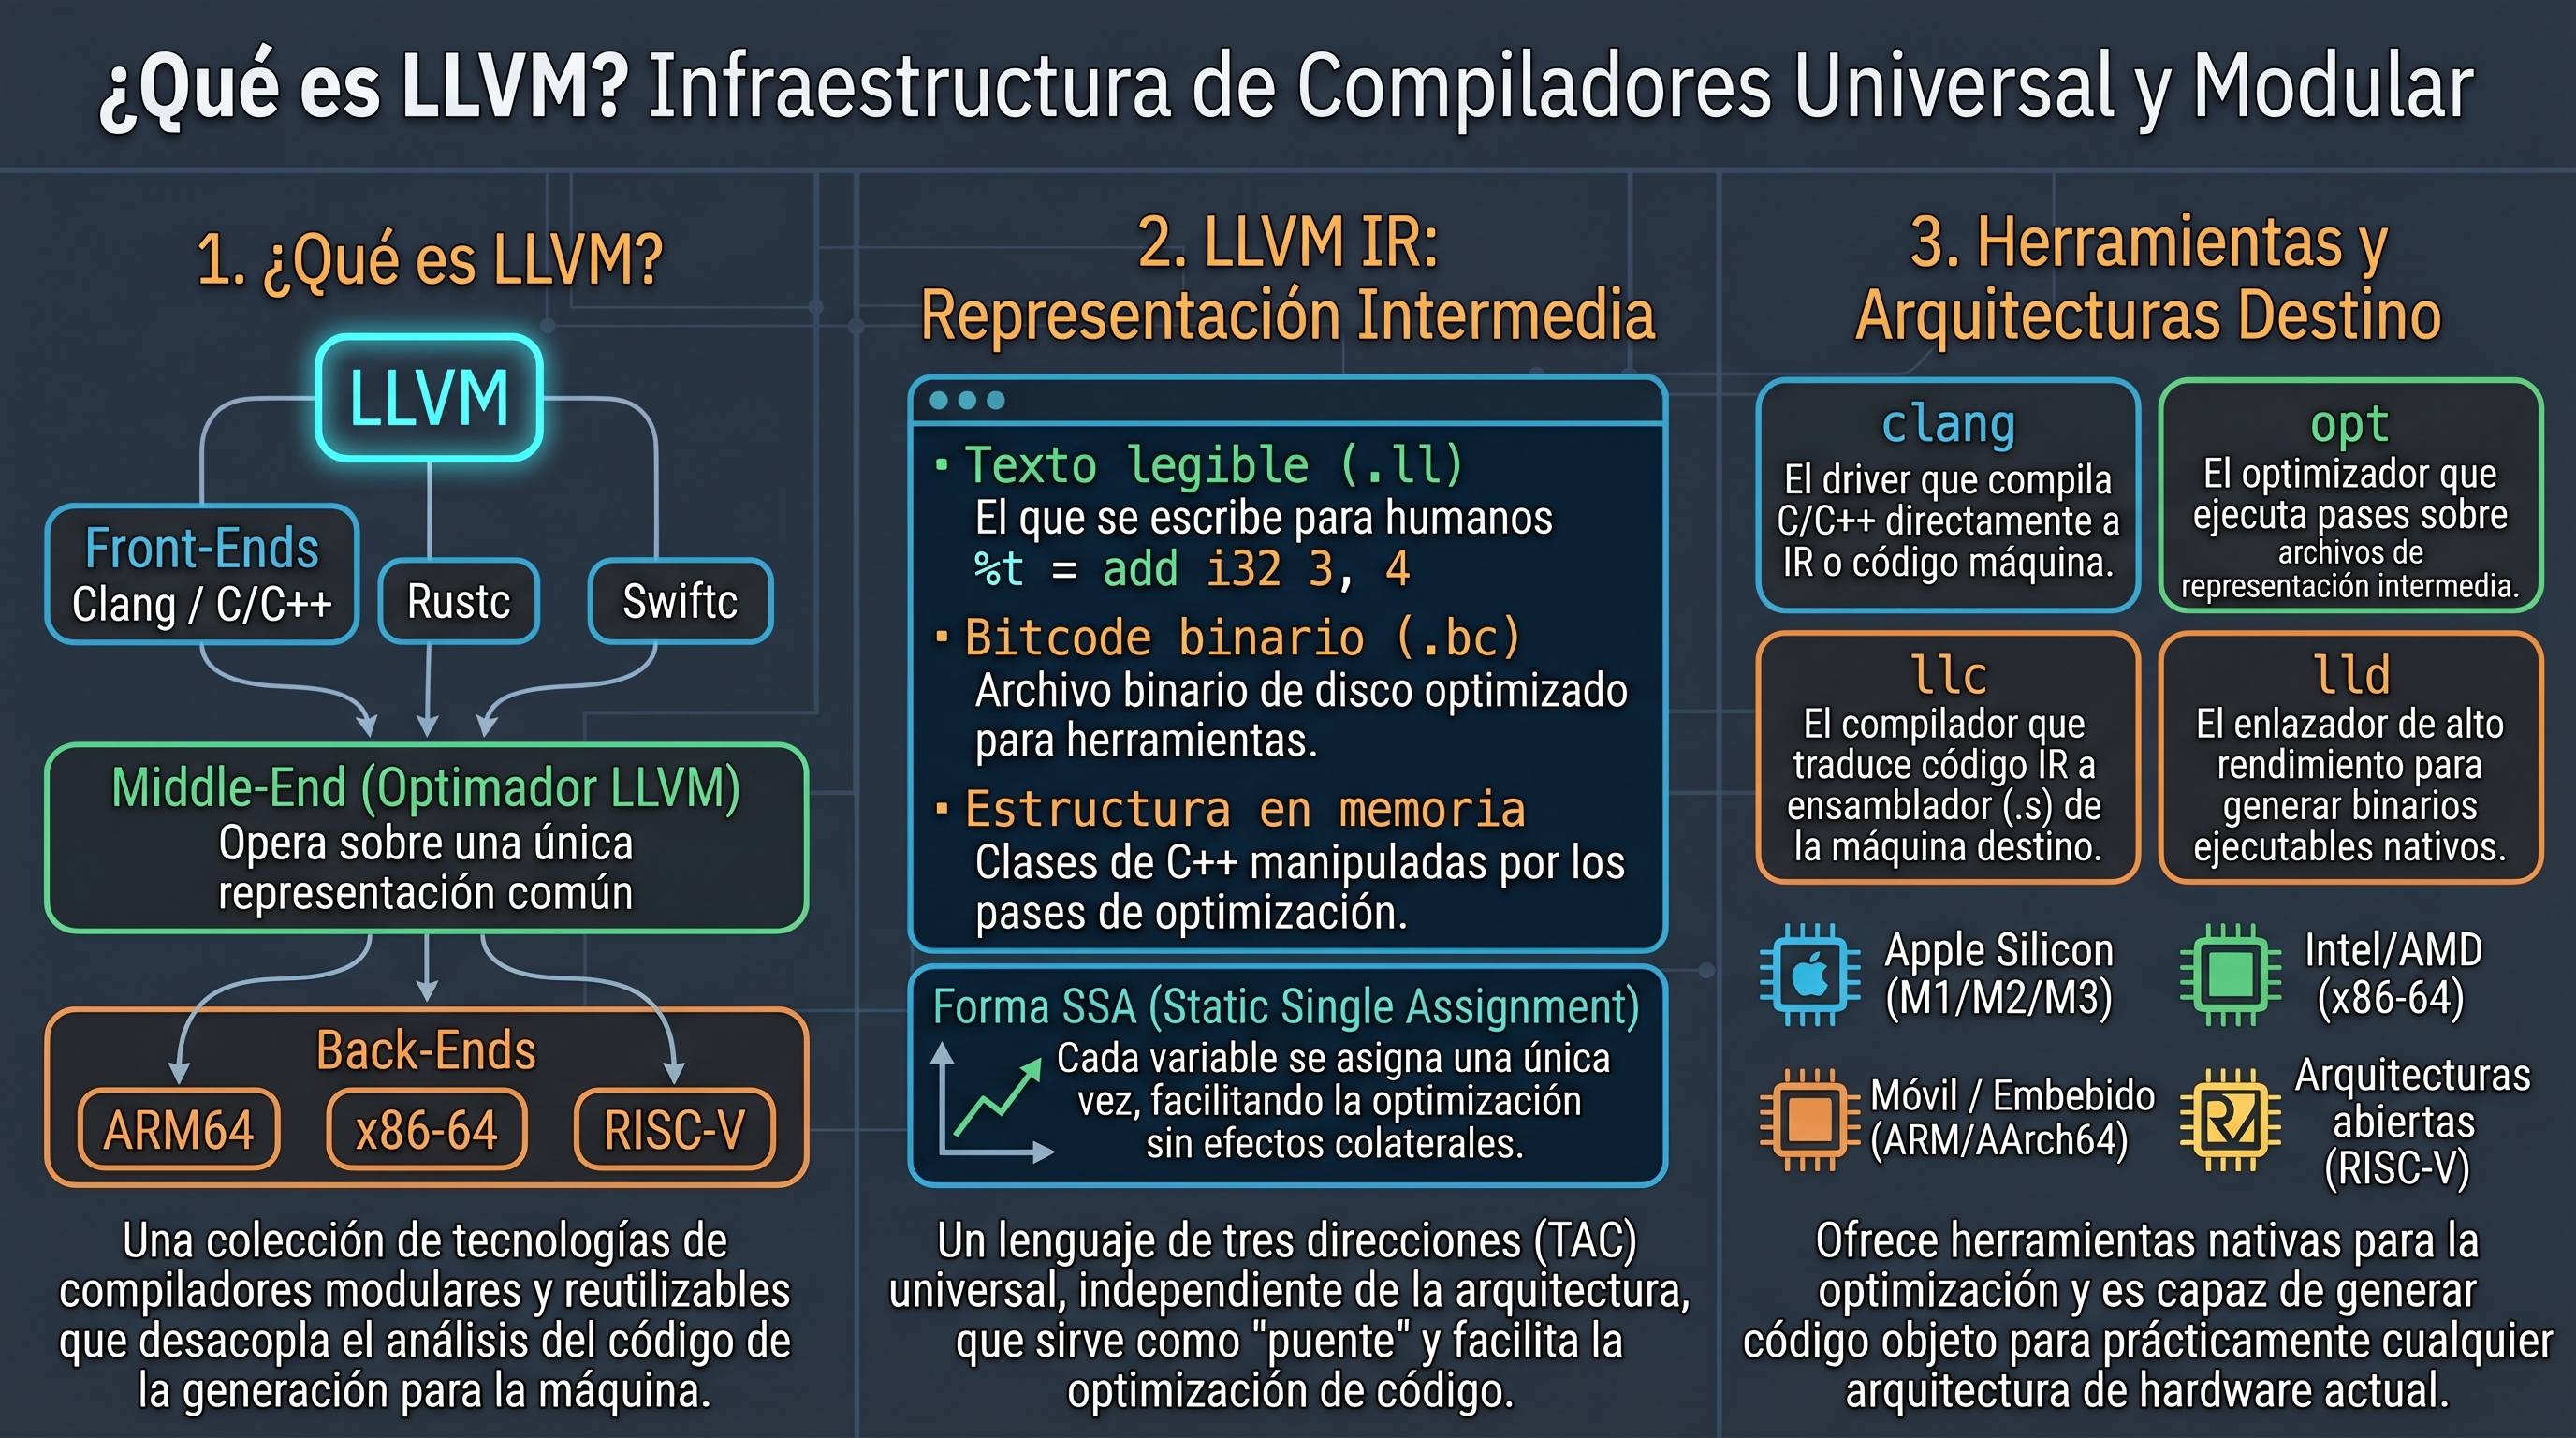 ¿Qué es LLVM? Infraestructura de Compiladores Universal y Modular
1. ¿Qué es LLVM?
LLVM
Front-Ends
Clang / C/C++
Rustc
Swiftc
Middle-End (Optimador LLVM)
Opera sobre una única
representación común
Back-Ends
ARM64
x86-64
RISC-V
Una colección de tecnologías de
compiladores modulares y reutilizables
que desacopla el análisis del código de
la generación para la máquina.
2. LLVM IR:
Representación Intermedia
· Texto legible (.ll)
El que se escribe para humanos
%t = add i32 3, 4
· Bitcode binario (.bc)
Archivo binario de disco optimizado
para herramientas.
· Estructura en memoria
Clases de C++ manipuladas por los
pases de optimización.
Forma SSA (Static Single Assignment)
Cada variable se asigna una única
vez, facilitando la optimización
sin efectos colaterales.
Un lenguaje de tres direcciones (TAC)
universal, independiente de la arquitectura,
que sirve como "puente" y facilita la
optimización de código.
3. Herramientas y
Arquitecturas Destino
clang
El driver que compila
C/C++ directamente a
IR o código máquina.
opt
El optimizador que
ejecuta pases sobre
archivos de
representación intermedia.
llc
El compilador que
traduce código IR a
ensamblador (.s) de
la máquina destino.
lld
El enlazador de alto
rendimiento para
generar binarios
ejecutables nativos.
Apple Silicon
(M1/M2/M3)
Intel/AMD
(x86-64)
Móvil / Embebido
(ARM/AArch64)
Arquitecturas
abiertas
(RISC-V)
Ofrece herramientas nativas para la
optimización y es capaz de generar
código objeto para prácticamente cualquier
arquitectura de hardware actual.